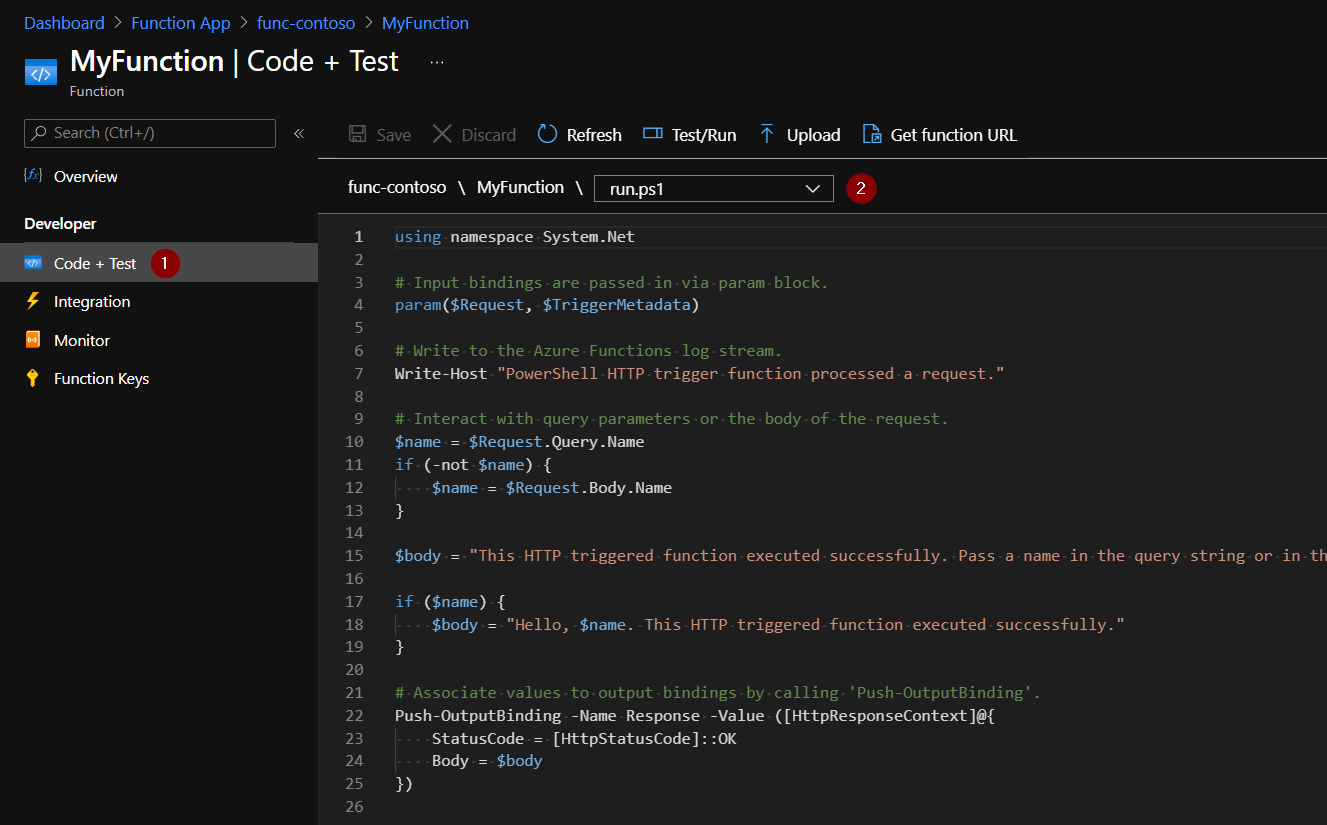 Dashboard > Function App > func-contoso > MyFunction
MyFunction | Code + Test ...
Function
Search (Ctrl+/) «
Save Discard Refresh Test/Run Upload Get function URL
Overview
Developer
Code + Test 1
Integration
Monitor
Function Keys
func-contoso \ MyFunction \ run.ps1 2
1 using namespace System.Net
2
3 # Input bindings are passed in via param block.
4 param($Request, $TriggerMetadata)
5
6 # Write to the Azure Functions log stream.
7 Write-Host "PowerShell HTTP trigger function processed a request."
8
9 # Interact with query parameters or the body of the request.
10 $name = $Request.Query.Name
11 if (-not $name) {
12     $name = $Request.Body.Name
13 }
14
15 $body = "This HTTP triggered function executed successfully. Pass a name in the query string or in th
16
17 if ($name) {
18     $body = "Hello, $name. This HTTP triggered function executed successfully."
19 }
20
21 # Associate values to output bindings by calling 'Push-OutputBinding'.
22 Push-OutputBinding -Name Response -Value ([HttpResponseContext]@{
23     StatusCode = [HttpStatusCode]::OK
24     Body = $body
25 })
26